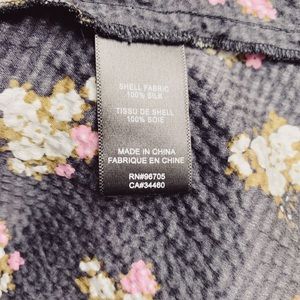 SHELL FABRIC
100% SILK
TISSU DE SHELL
100% SOIE
MADE IN CHINA
FABRIQUE EN CHINE
RN#96705
CA#34460